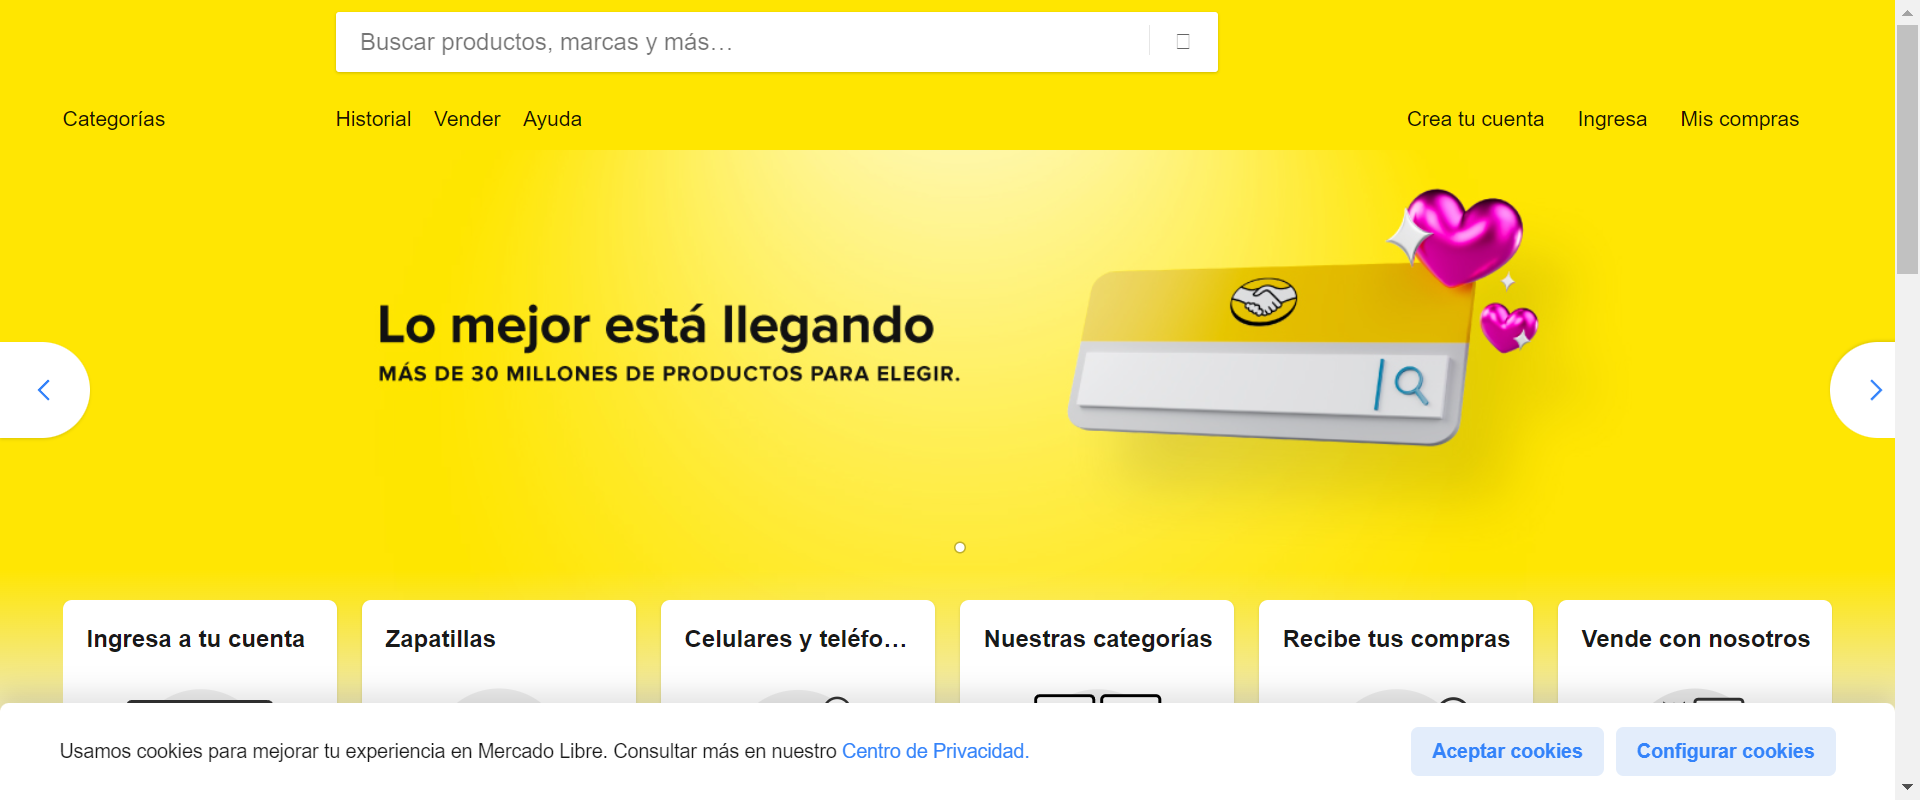 Buscar productos, marcas y más…
Categorías
Historial Vender Ayuda
Crea tu cuenta Ingresa Mis compras
Lo mejor está llegando
MÁS DE 30 MILLONES DE PRODUCTOS PARA ELEGIR.
Ingresa a tu cuenta
Zapatillas
Celulares y teléfo…
Nuestras categorías
Recibe tus compras
Vende con nosotros
Usamos cookies para mejorar tu experiencia en Mercado Libre. Consultar más en nuestro Centro de Privacidad.
Aceptar cookies
Configurar cookies